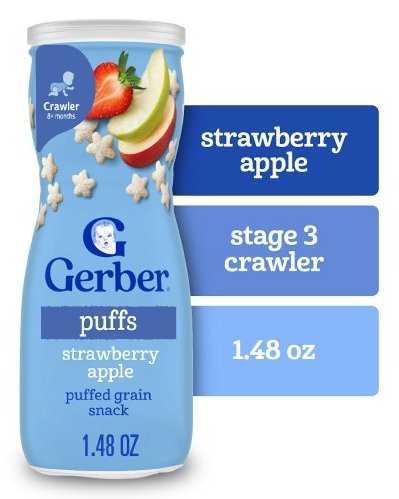 Crawler
8+ months
G
Gerber®
puffs
strawberry
apple
puffed grain
snack
1.48 OZ
strawberry
apple
stage 3
crawler
1.48 oz